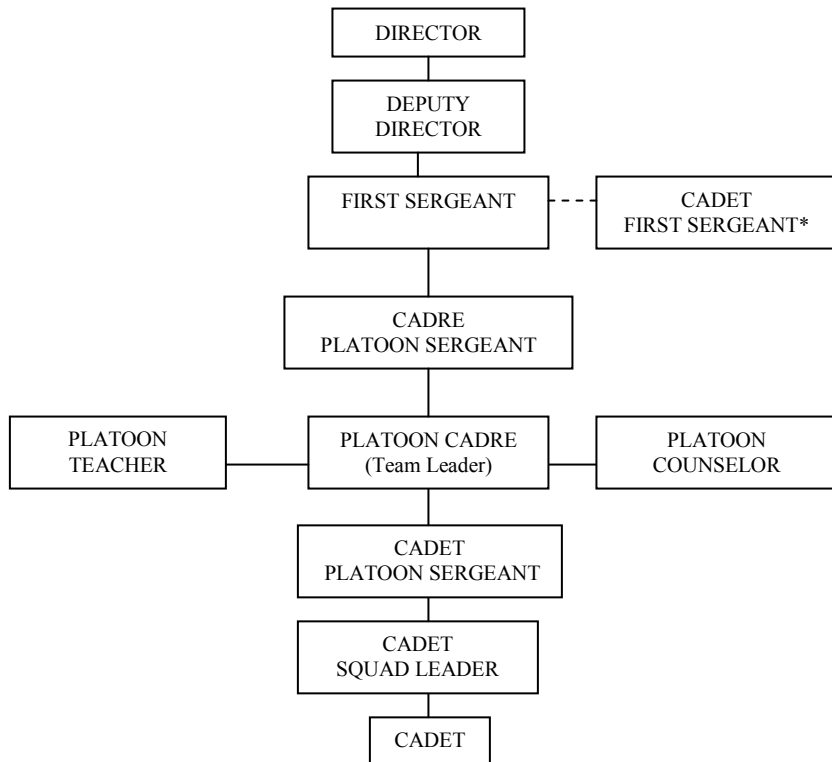 DIRECTOR
DEPUTY
DIRECTOR
FIRST SERGEANT
CADET
FIRST SERGEANT*
CADRE
PLATOON SERGEANT
PLATOON
TEACHER
PLATOON CADRE
(Team Leader)
PLATOON
COUNSELOR
CADET
PLATOON SERGEANT
CADET
SQUAD LEADER
CADET